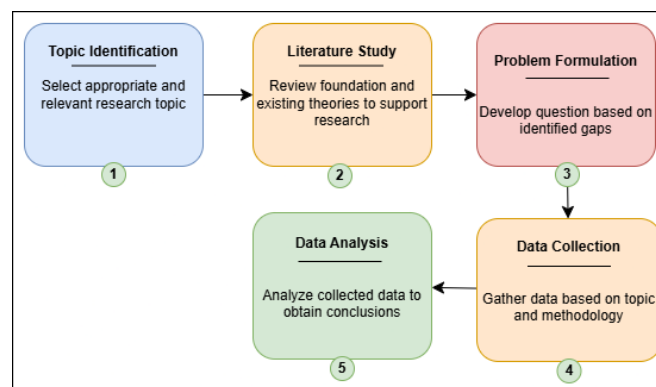 Topic Identification
Select appropriate and
relevant research topic
1
Literature Study
Review foundation and
existing theories to support
research
2
Problem Formulation
Develop question based on
identified gaps
3
Data Collection
Gather data based on topic
and methodology
4
Data Analysis
Analyze collected data to
obtain conclusions
5